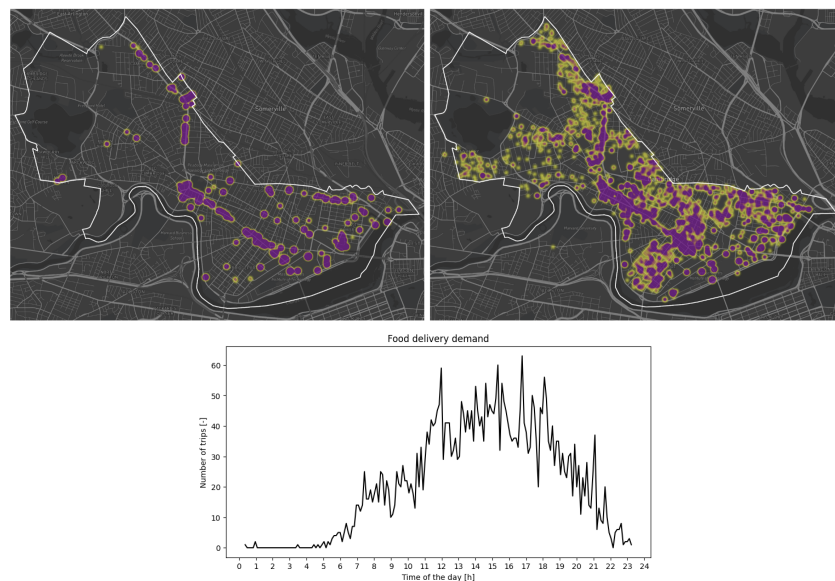 Somerville
Somerville
Food delivery demand
Number of trips [-]
60
50
40
30
20
10
0
0 1 2 3 4 5 6 7 8 9 10 11 12 13 14 15 16 17 18 19 20 21 22 23 24
Time of the day [h]